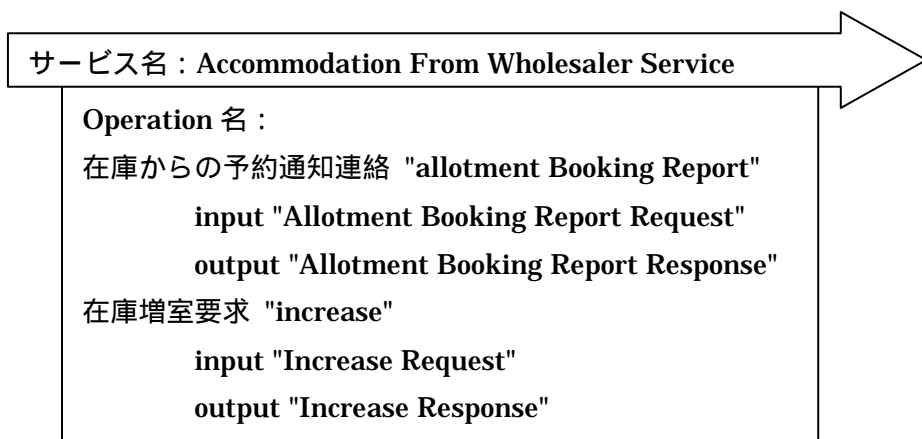 サービス名：Accommodation From Wholesaler Service
Operation 名：
在庫からの予約通知連絡 "allotment Booking Report"
input "Allotment Booking Report Request"
output "Allotment Booking Report Response"
在庫増室要求 "increase"
input "Increase Request"
output "Increase Response"